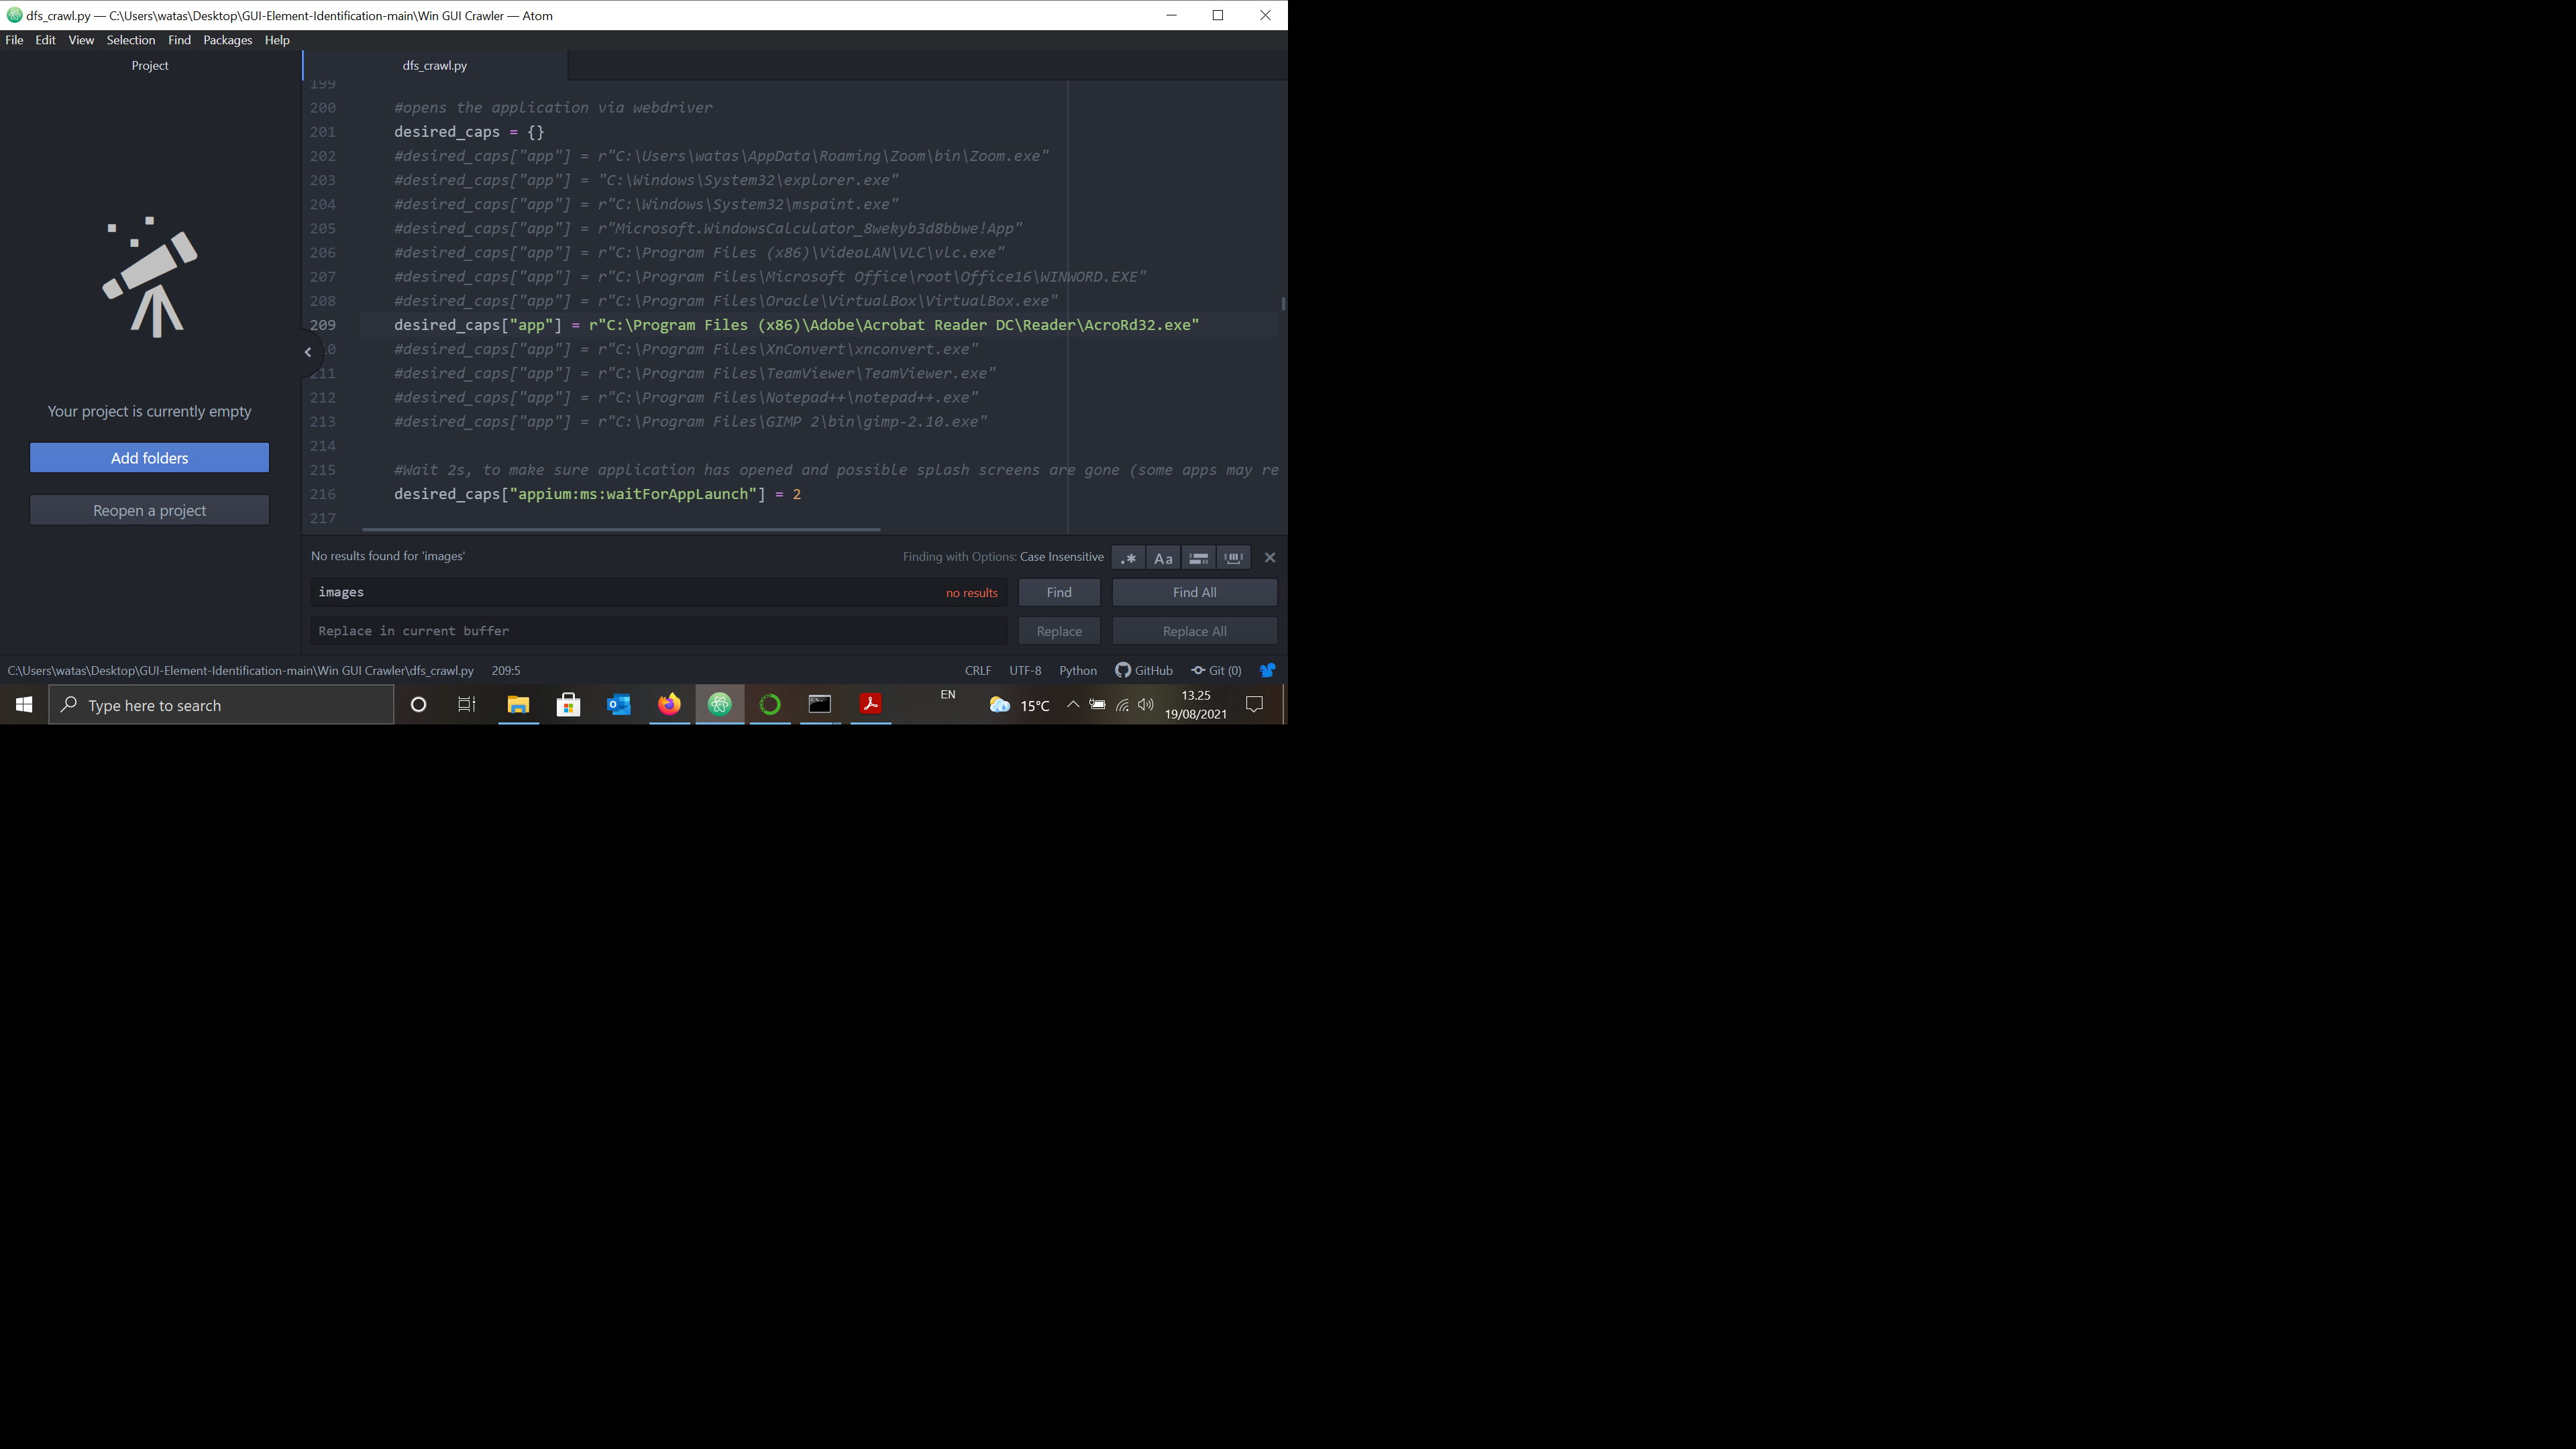 dfs_crawl.py — C:\Users\watas\Desktop\GUI-Element-Identification-main\Win GUI Crawler — Atom
File Edit View Selection Find Packages Help
Project
dfs_crawl.py
199
200 #opens the application via webdriver
201 desired_caps = {}
202 #desired_caps["app"] = r"C:\Users\watas\AppData\Roaming\Zoom\bin\Zoom.exe"
203 #desired_caps["app"] = "C:\Windows\System32\explorer.exe"
204 #desired_caps["app"] = r"C:\Windows\System32\mspaint.exe"
205 #desired_caps["app"] = r"Microsoft.WindowsCalculator_8wekyb3d8bbwe!App"
206 #desired_caps["app"] = r"C:\Program Files (x86)\VideoLAN\VLC\vlc.exe"
207 #desired_caps["app"] = r"C:\Program Files\Microsoft Office\root\Office16\WINWORD.EXE"
208 #desired_caps["app"] = r"C:\Program Files\Oracle\VirtualBox\VirtualBox.exe"
209 desired_caps["app"] = r"C:\Program Files (x86)\Adobe\Acrobat Reader DC\Reader\AcroRd32.exe"
0 #desired_caps["app"] = r"C:\Program Files\XnConvert\xnconvert.exe"
211 #desired_caps["app"] = r"C:\Program Files\TeamViewer\TeamViewer.exe"
212 #desired_caps["app"] = r"C:\Program Files\Notepad++\notepad++.exe"
213 #desired_caps["app"] = r"C:\Program Files\GIMP 2\bin\gimp-2.10.exe"
214
215 #Wait 2s, to make sure application has opened and possible splash screens are gone (some apps may re
216 desired_caps["appium:ms:waitForAppLaunch"] = 2
217
Your project is currently empty
Add folders
Reopen a project
No results found for 'images' Finding with Options: Case Insensitive .* Aa
images no results Find Find All
Replace in current buffer Replace Replace All
C:\Users\watas\Desktop\GUI-Element-Identification-main\Win GUI Crawler\dfs_crawl.py 209:5 CRLF UTF-8 Python GitHub Git (0)
Type here to search EN 15°C 13.25
19/08/2021